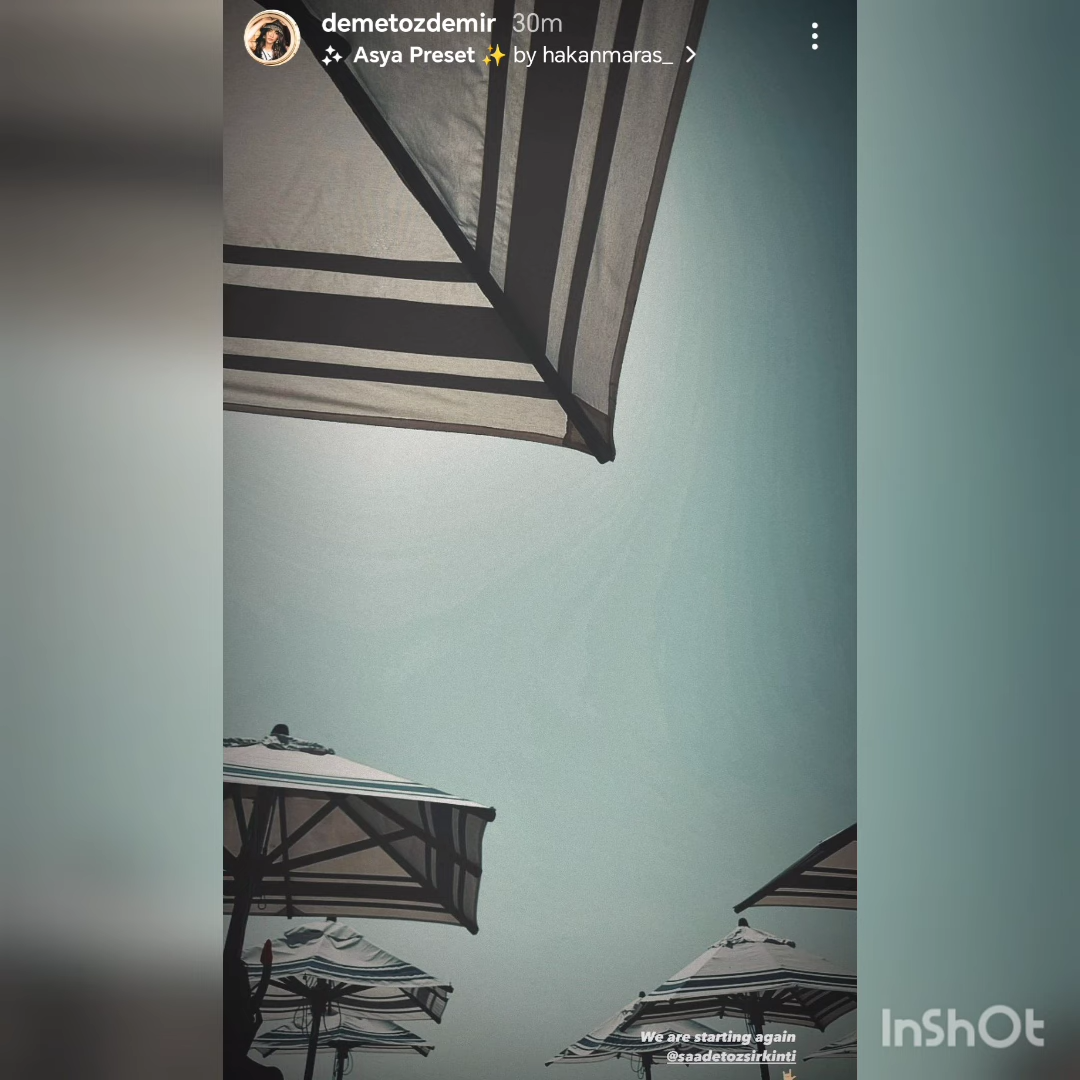 demetozdemir 30m
Asya Preset ✨ by hakanmaras_
We are starting again
@saadetozsirkinti
InShOt